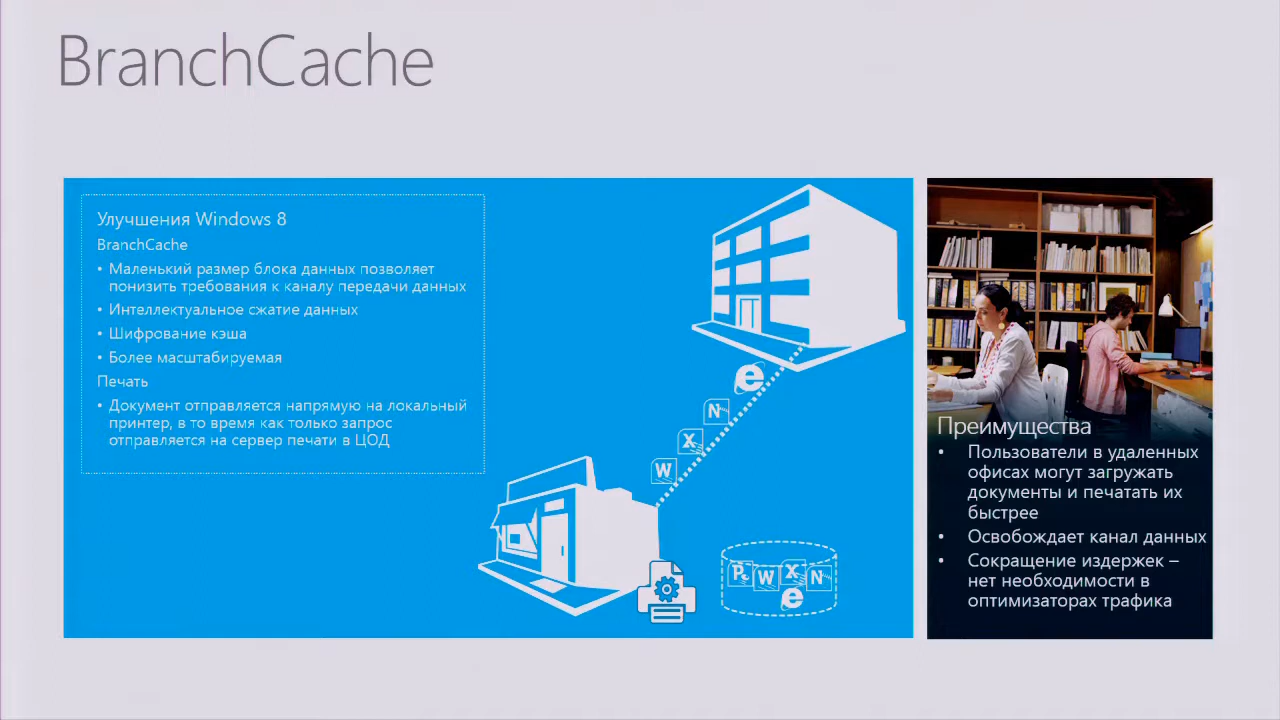 BranchCache
Улучшения Windows 8
BranchCache
• Маленький размер блока данных позволяет
понизить требования к каналу передачи данных
• Интеллектуальное сжатие данных
• Шифрование кэша
• Более масштабируемая
Печать
• Документ отправляется напрямую на локальный
принтер, в то время как только запрос
отправляется на сервер печати в ЦОД
N
X
W
P
W
X
N
Преимущества
• Пользователи в удаленных
офисах могут загружать
документы и печатать их
быстрее
• Освобождает канал данных
• Сокращение издержек –
нет необходимости в
оптимизаторах трафика